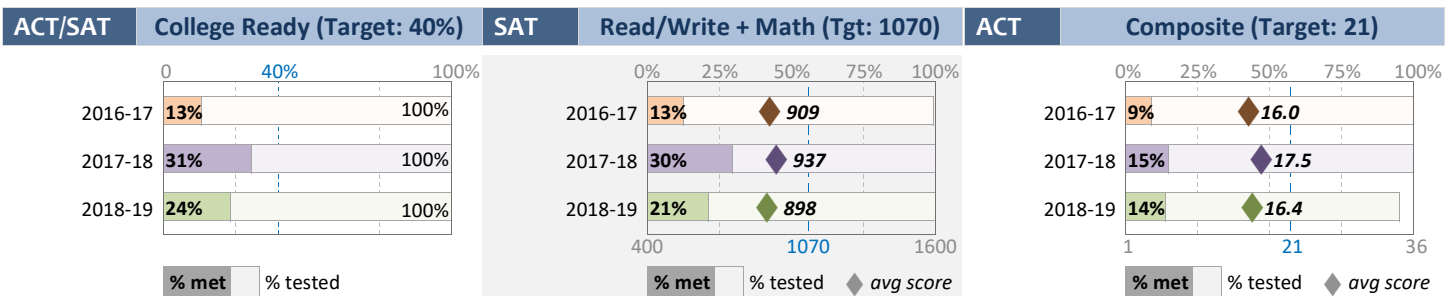 ACT/SAT College Ready (Target: 40%) SAT Read/Write + Math (Tgt: 1070) ACT Composite (Target: 21)
0 40% 100% 0% 25% 50% 75% 100% 0% 25% 50% 75% 100%
2016-17 13% 100% 2016-17 13% 909 2016-17 9% 16.0
2017-18 31% 100% 2017-18 30% 937 2017-18 15% 17.5
2018-19 24% 100% 2018-19 21% 898 2018-19 14% 16.4
400 1070 1600 1 21 36
% met % tested % met % tested avg score % met % tested avg score